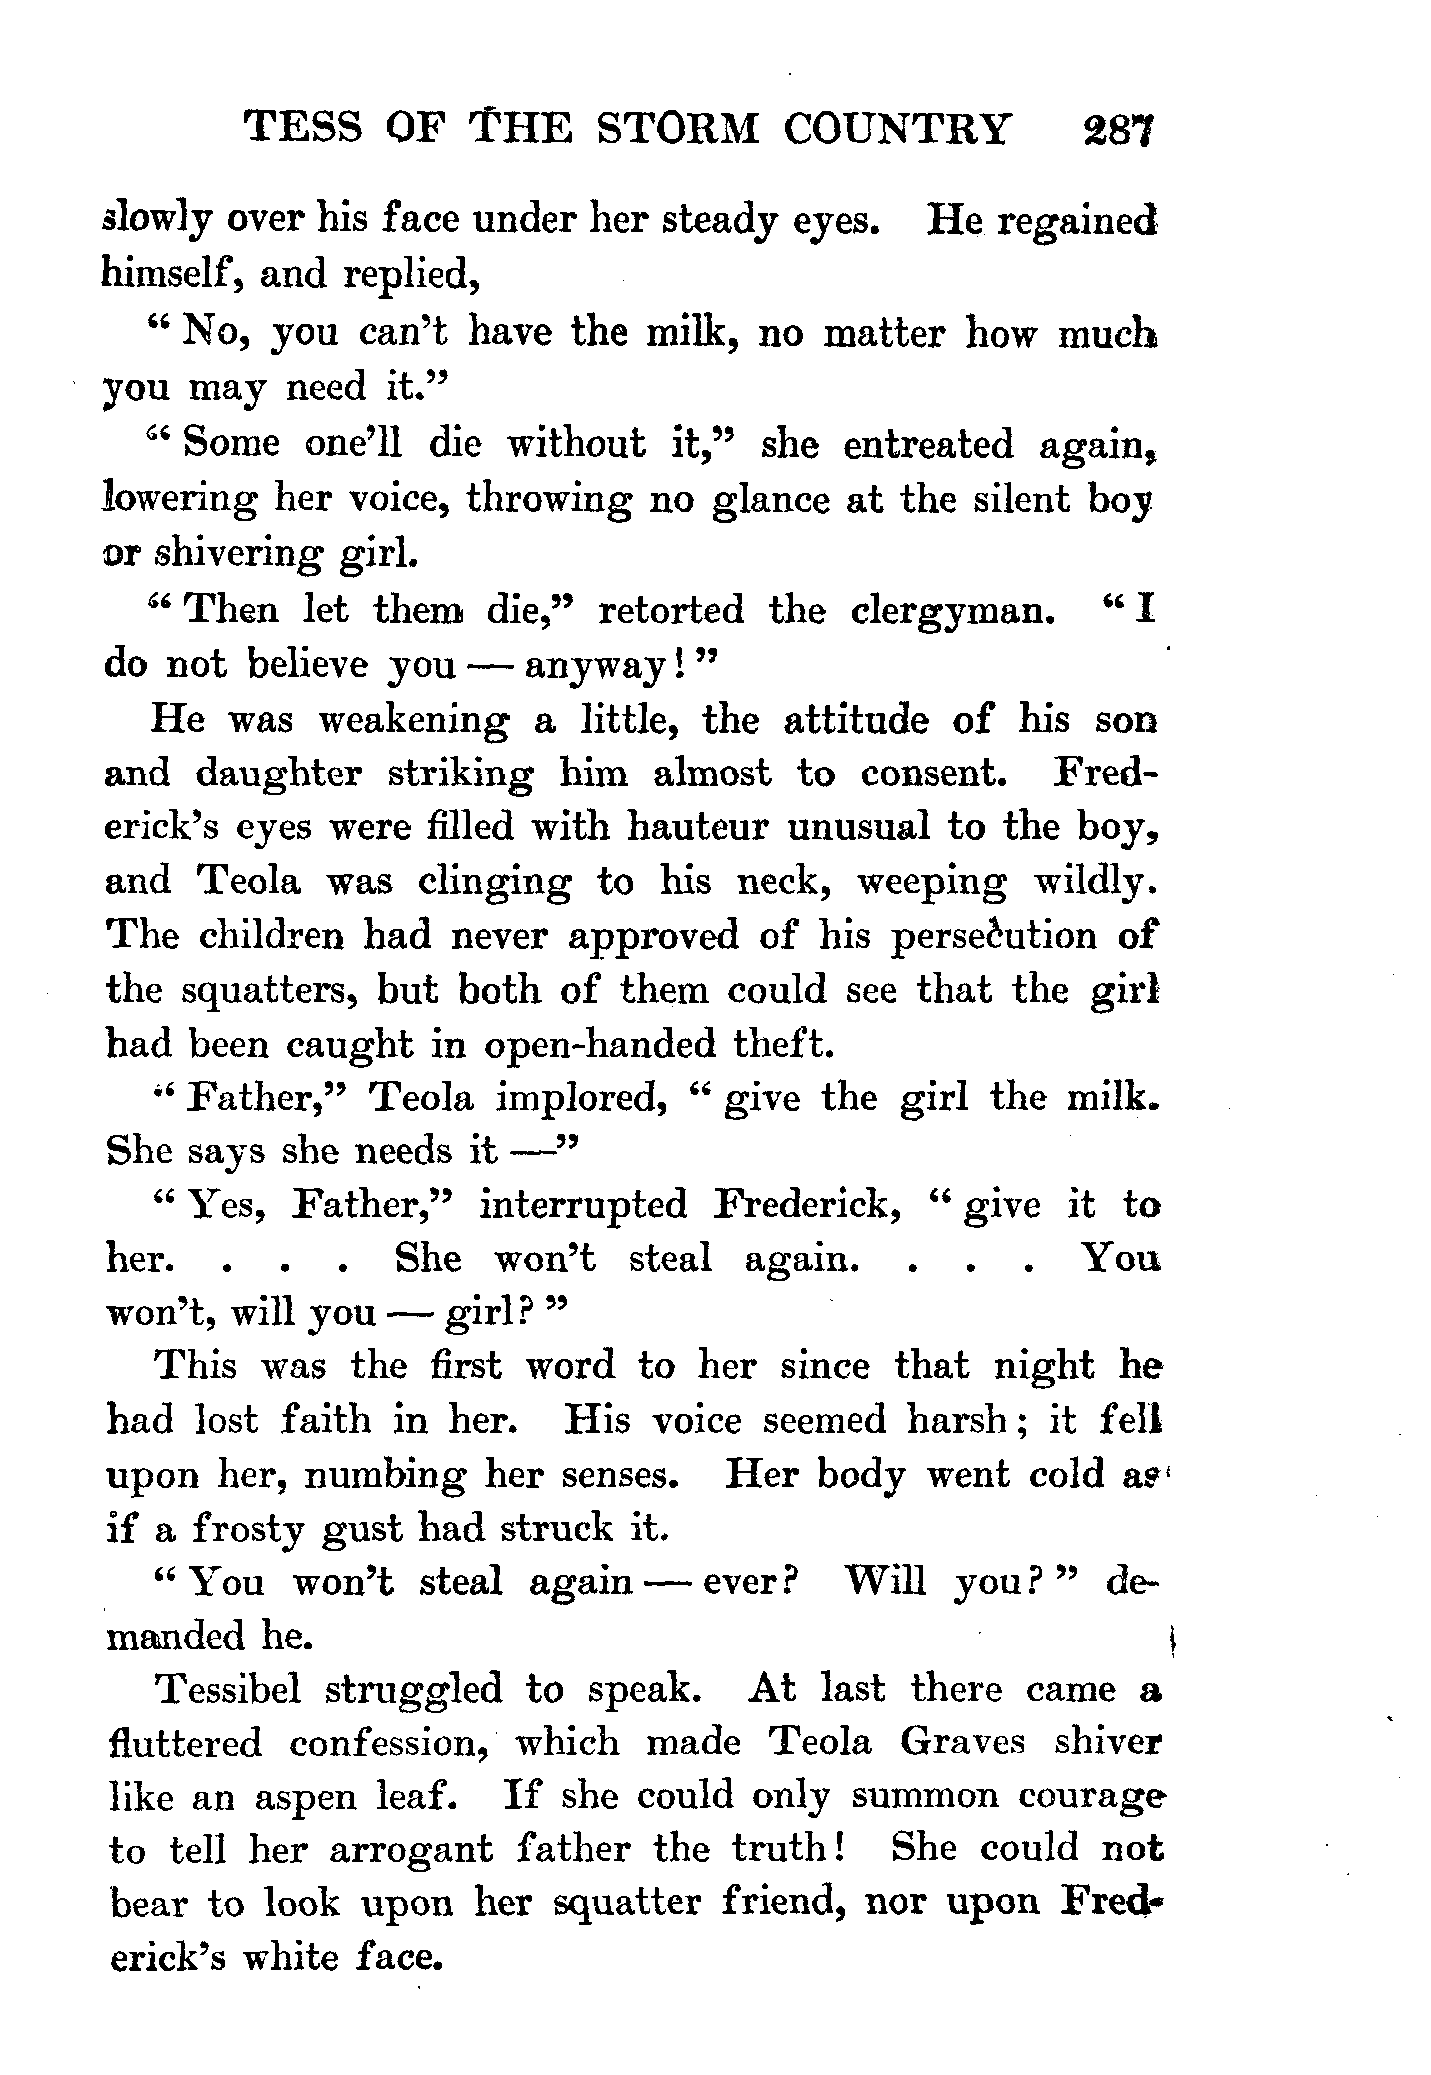 TESS OF THE STORM COUNTRY 287
slowly over his face under her steady eyes. He regained
himself, and replied,
“ No, you can’t have the milk, no matter how much
you may need it.”
“ Some one’ll die without it,” she entreated again,
lowering her voice, throwing no glance at the silent boy
or shivering girl.
“ Then let them die,” retorted the clergyman. “ I
do not believe you — anyway! ”
He was weakening a little, the attitude of his son
and daughter striking him almost to consent. Fred-
erick’s eyes were filled with hauteur unusual to the boy,
and Teola was clinging to his neck, weeping wildly.
The children had never approved of his persecution of
the squatters, but both of them could see that the girl
had been caught in open-handed theft.
“ Father,” Teola implored, “ give the girl the milk.
She says she needs it —”
“ Yes, Father,” interrupted Frederick, “ give it to
her. . . . She won’t steal again. . . . You
won’t, will you — girl? ”
This was the first word to her since that night he
had lost faith in her. His voice seemed harsh; it fell
upon her, numbing her senses. Her body went cold as
if a frosty gust had struck it.
“ You won’t steal again — ever? Will you? ” de-
manded he.
Tessibel struggled to speak. At last there came a
fluttered confession, which made Teola Graves shiver
like an aspen leaf. If she could only summon courage
to tell her arrogant father the truth! She could not
bear to look upon her squatter friend, nor upon Fred-
erick’s white face.